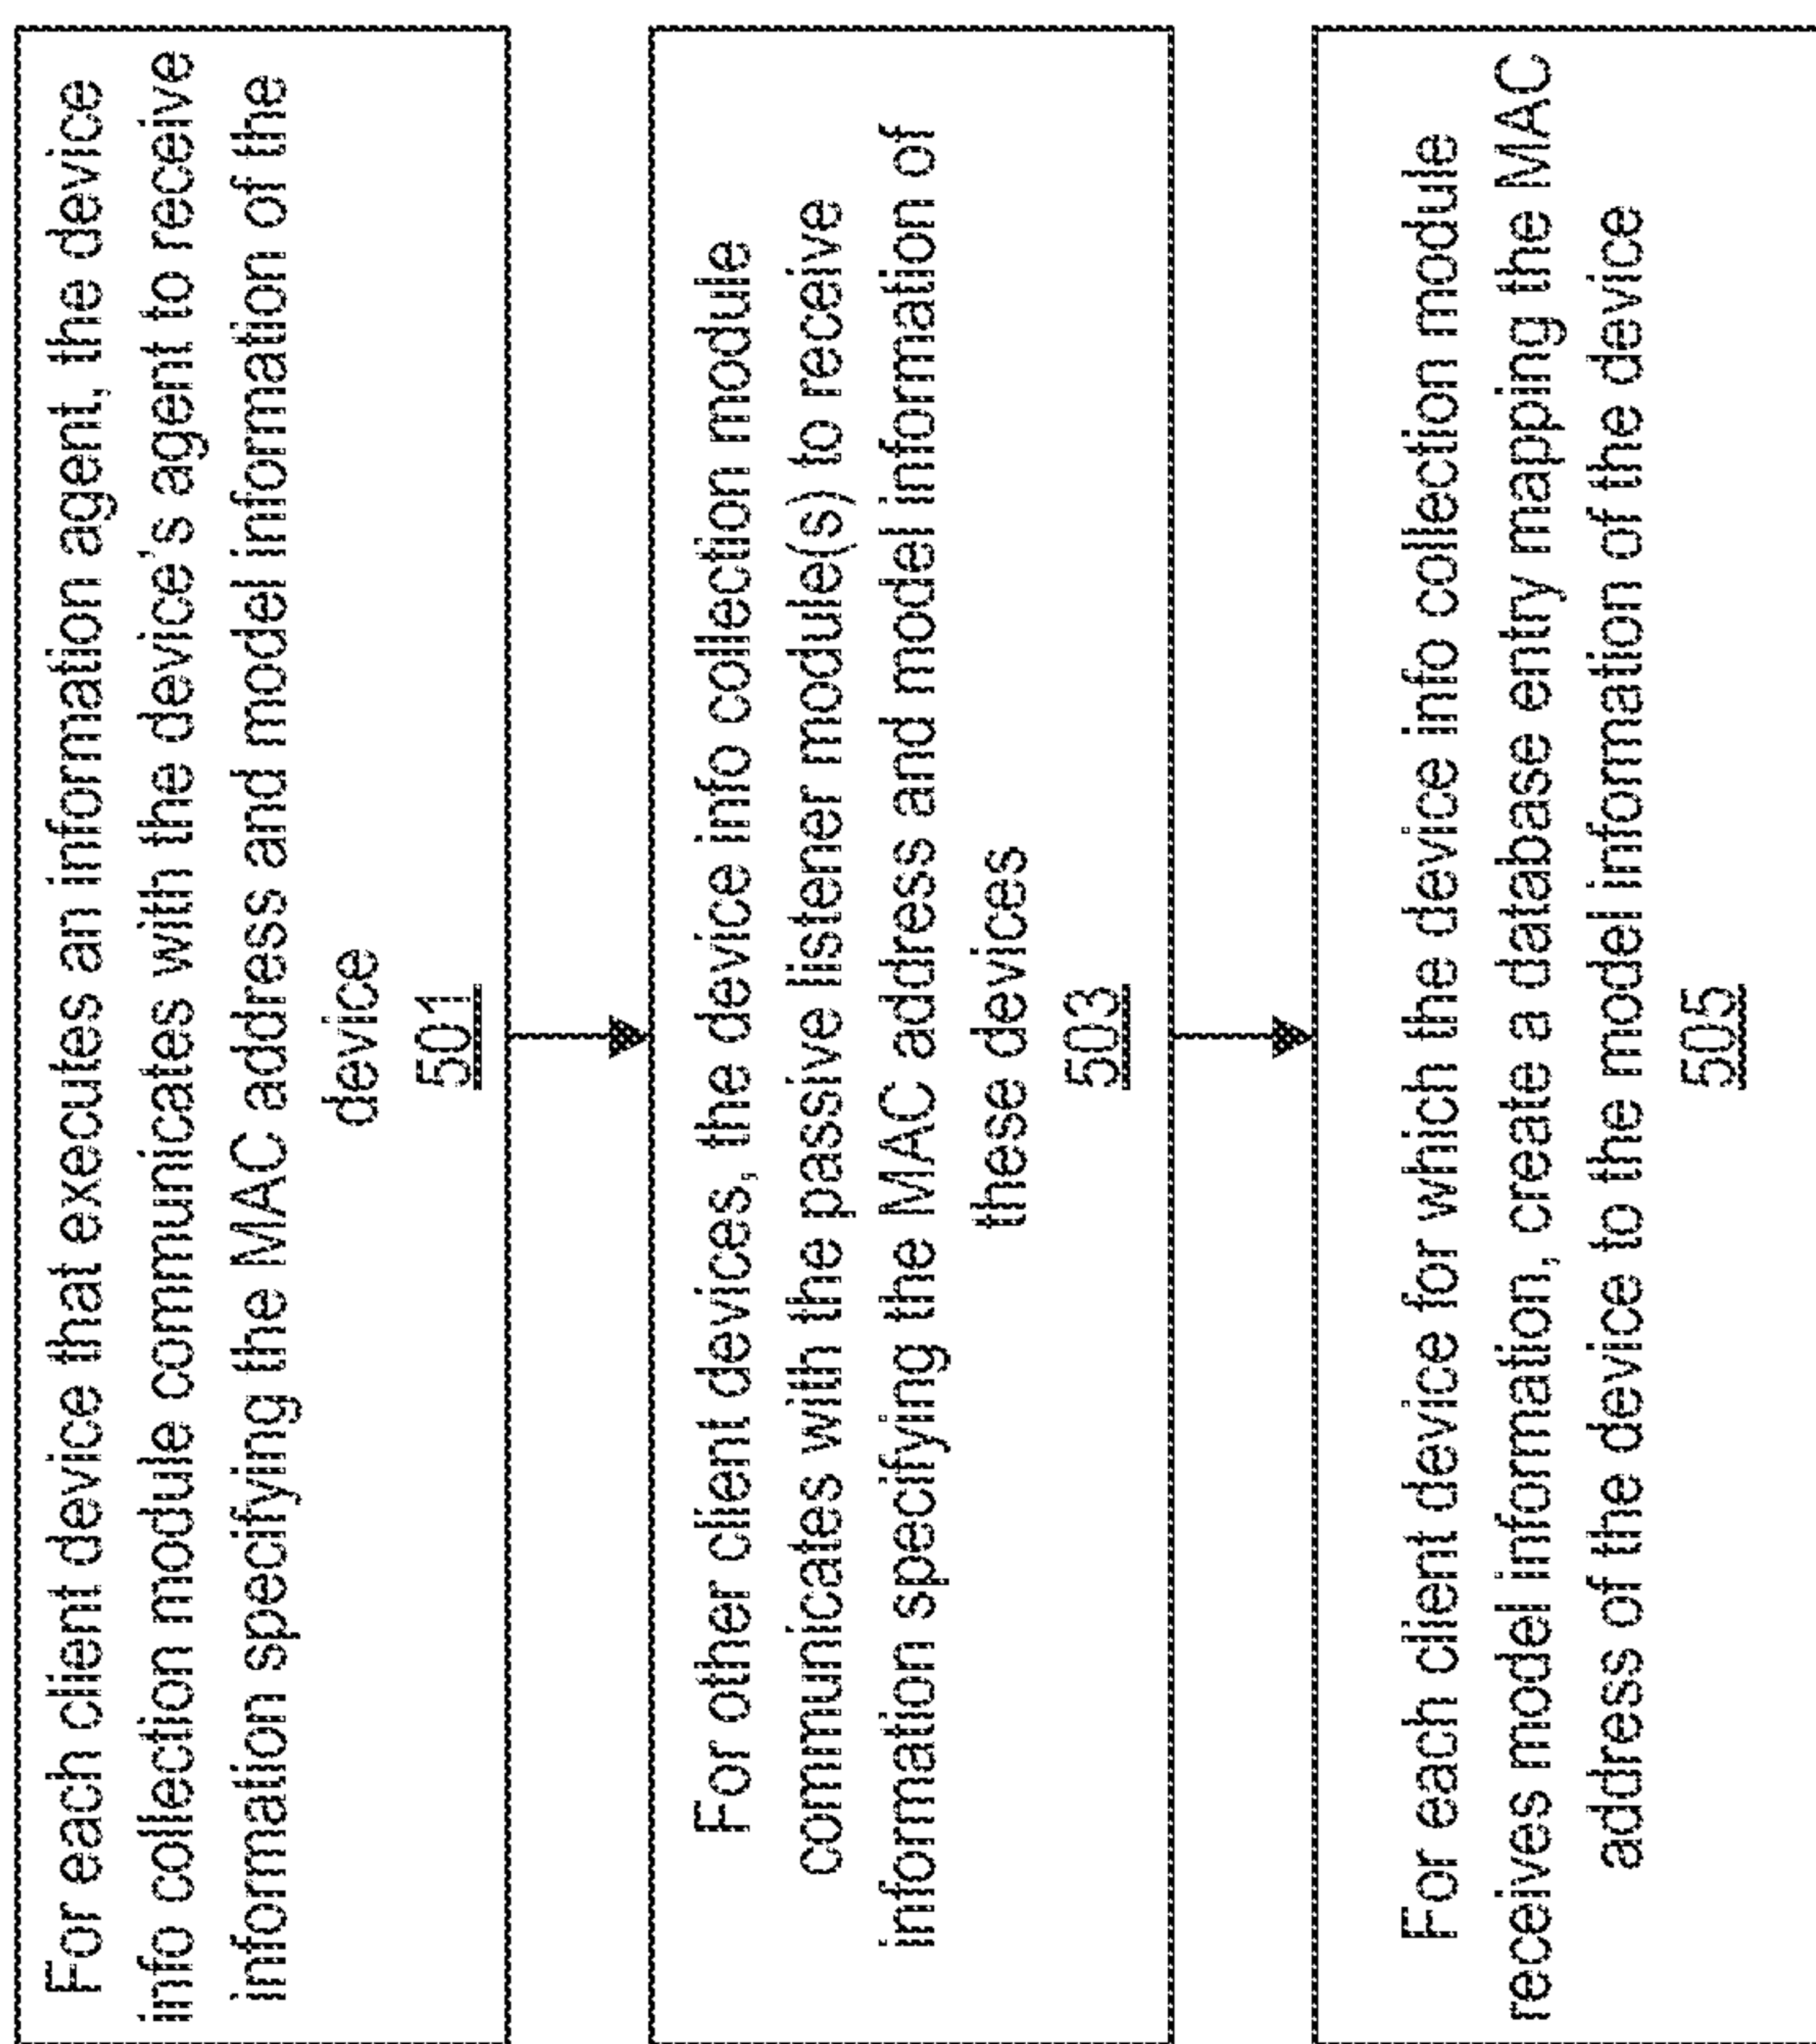 For each client device that executes an information agent, the device
info collection module communicates with the device's agent to receive
information specifying the MAC address and model information of the
device
501
For other client devices, the device info collection module
communicates with the passive listener module(s) to receive
information specifying the MAC address and model information of
these devices
503
For each client device for which the device info collection module
receives model information, create a database entry mapping the MAC
address of the device to the model information of the device
505